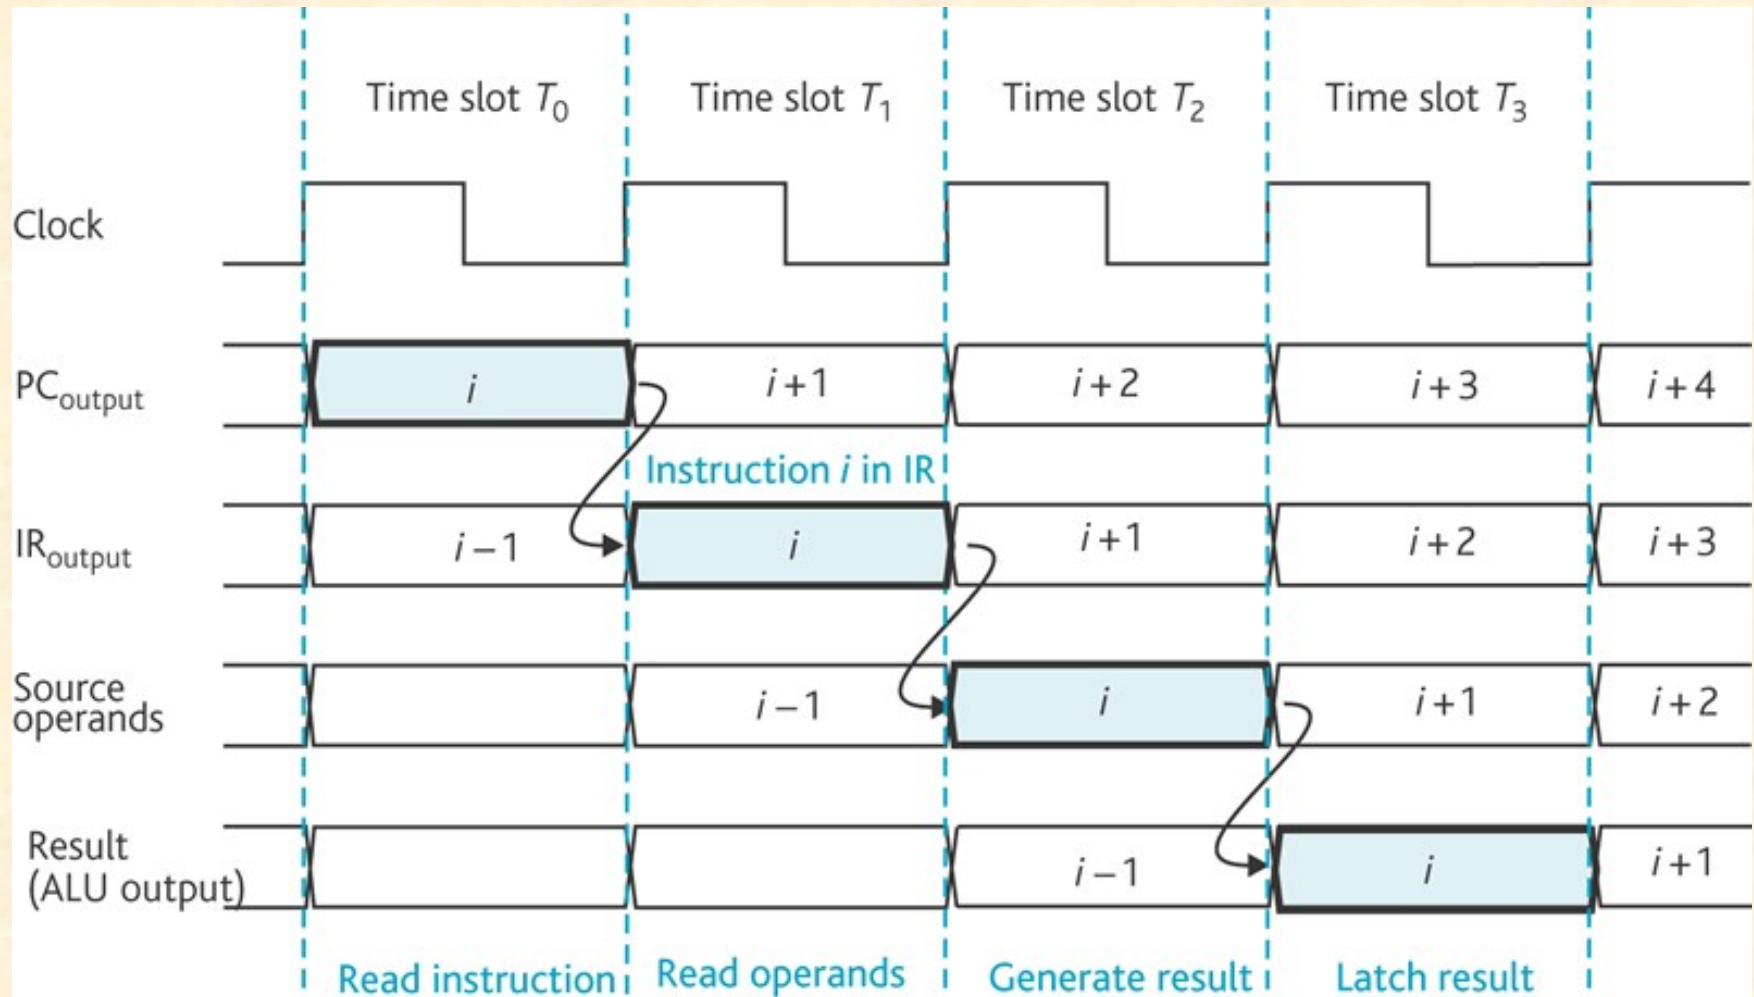 Time slot T₀ Time slot T₁ Time slot T₂ Time slot T₃
Clock
PCoutput i i+1 i+2 i+3 i+4
Instruction i in IR
IRoutput i−1 i i+1 i+2 i+3
Source
operands i−1 i i+1 i+2
Result
(ALU output) i−1 i i+1
Read instruction Read operands Generate result Latch result